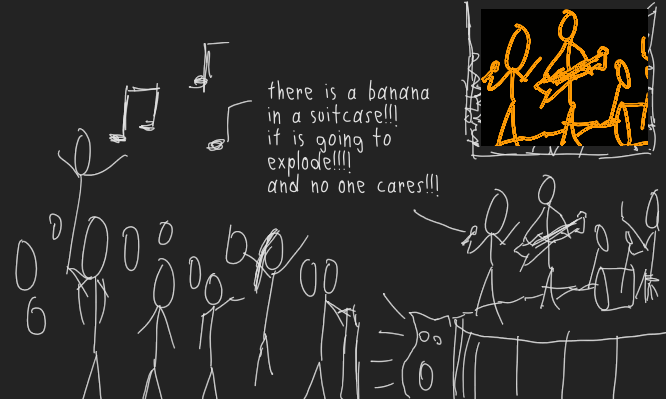 there is a banana
in a suitcase!!!
it is going to
explode!!!!
and no one cares!!!